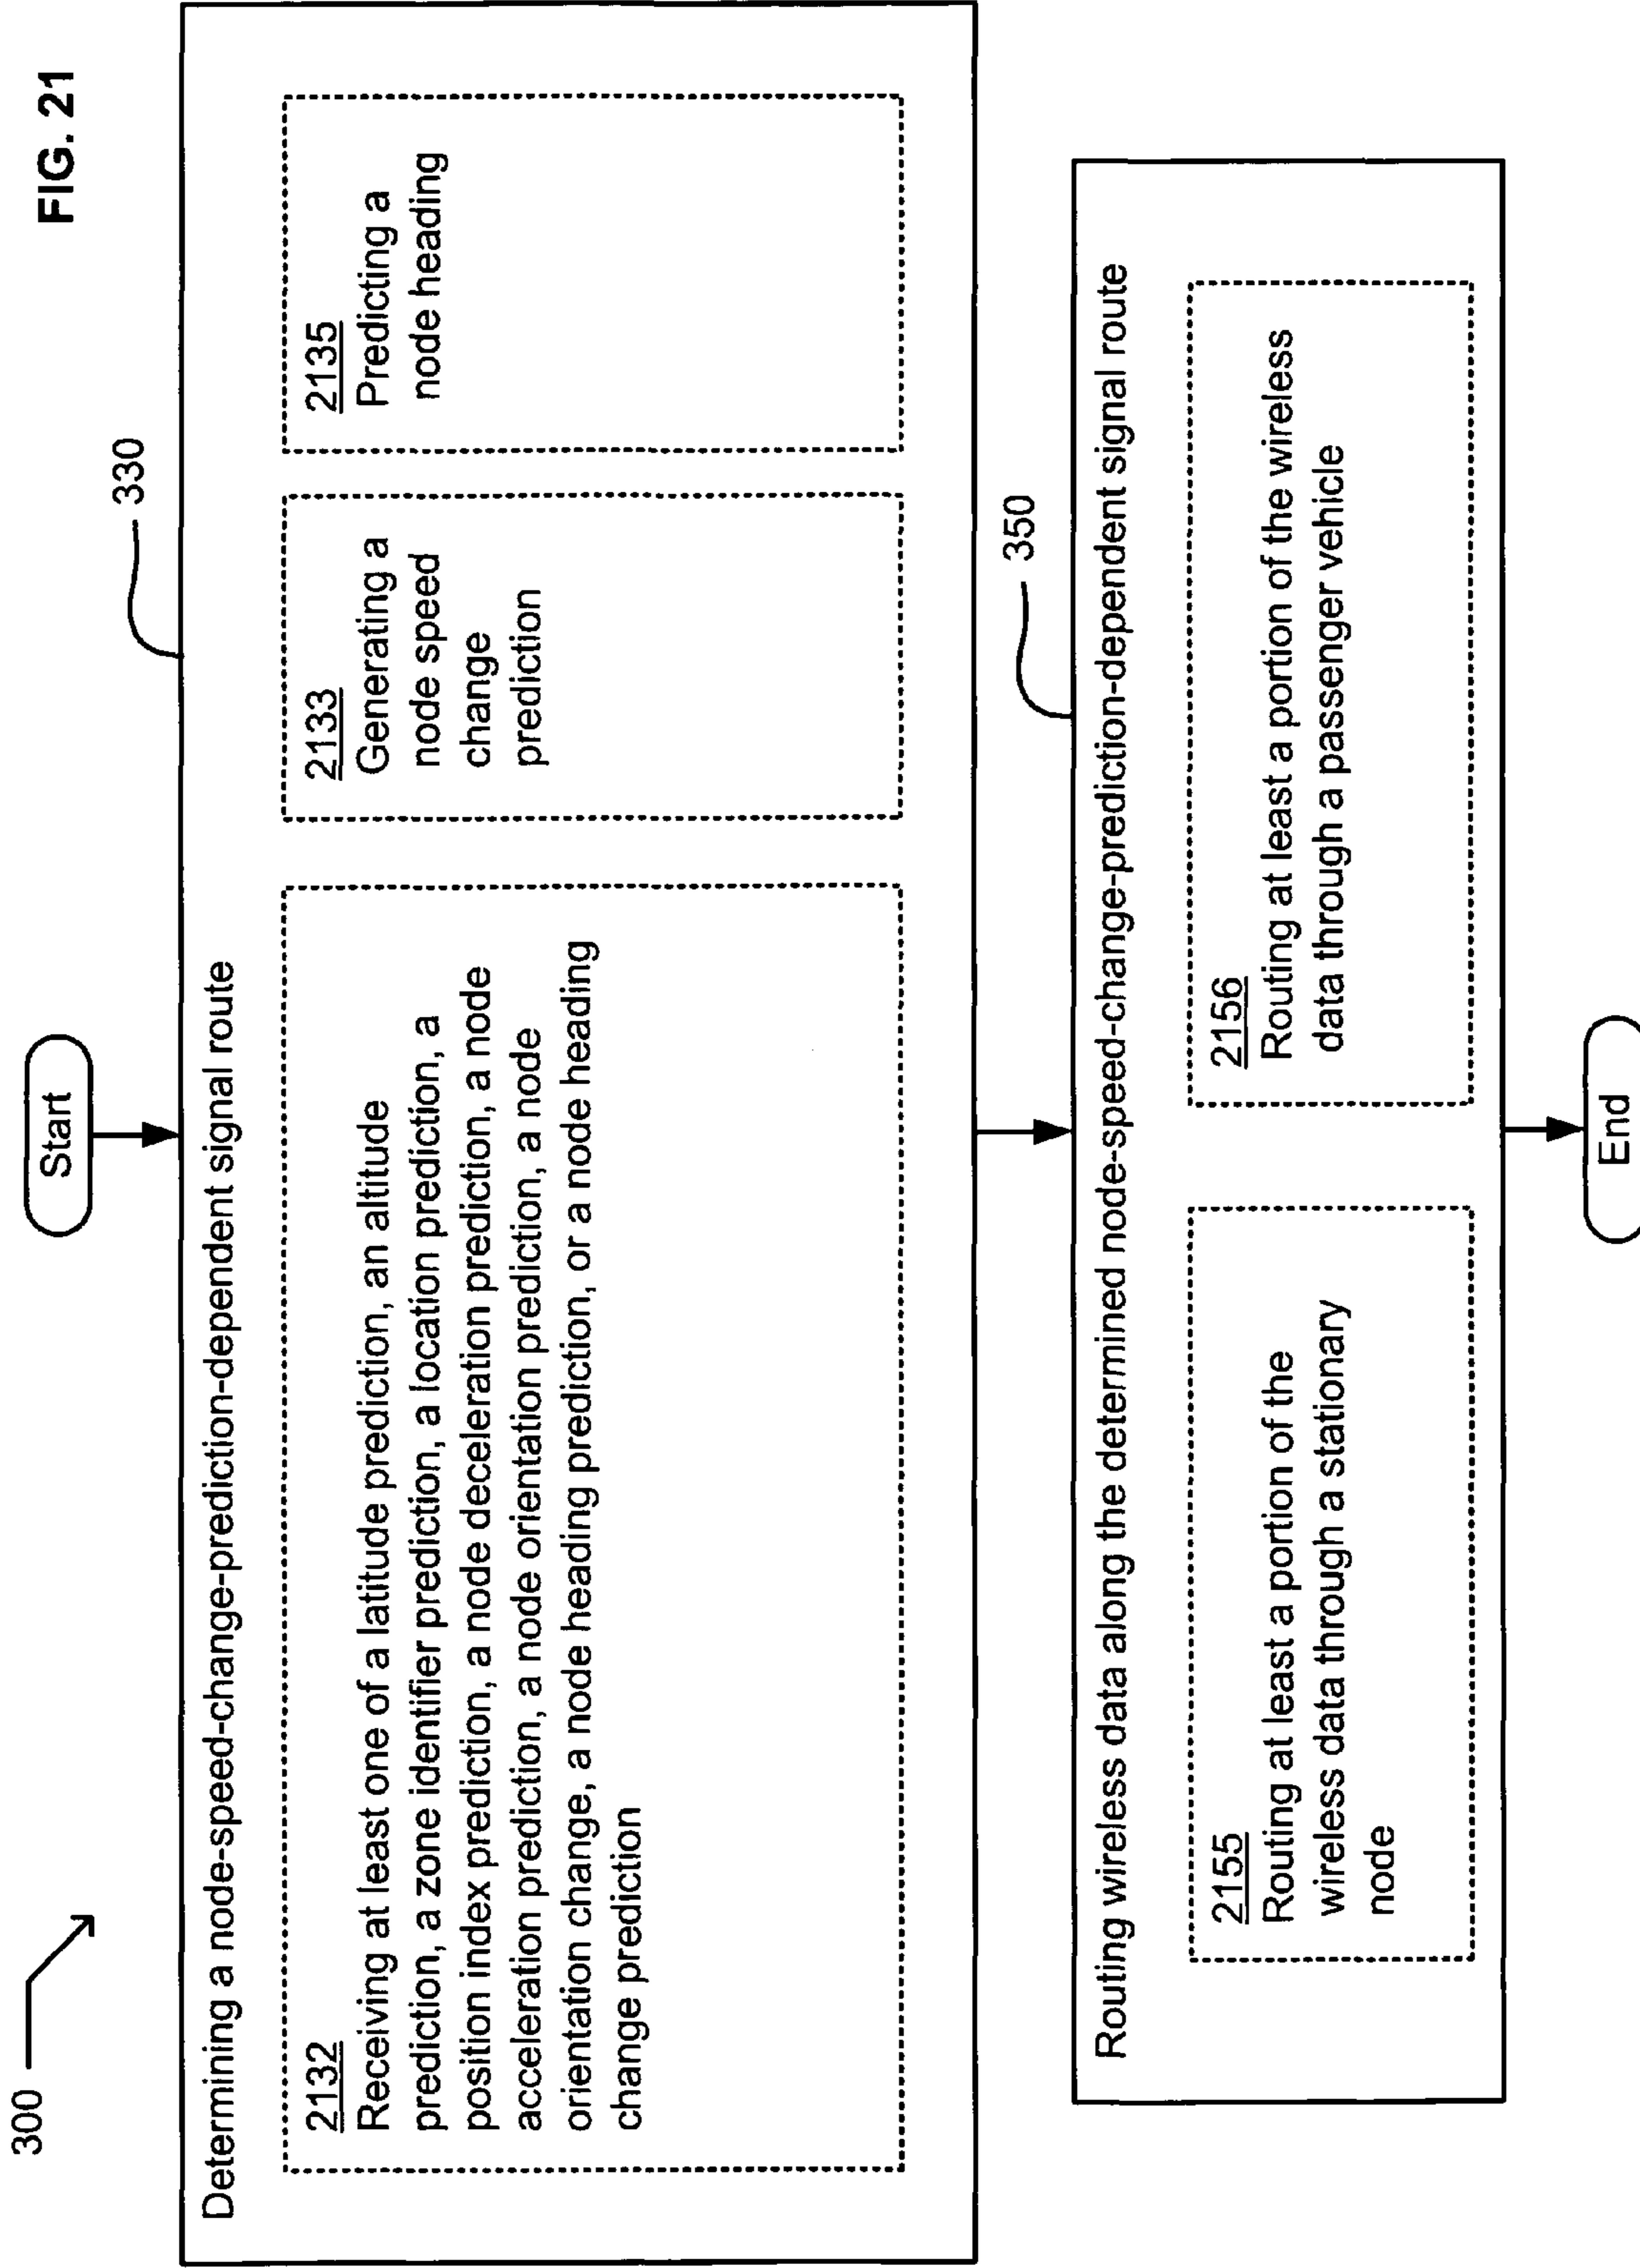 300
FIG. 21
Start
330
Determining a node-speed-change-prediction-dependent signal route
2132
Receiving at least one of a latitude prediction, an altitude
prediction, a zone identifier prediction, a location prediction, a
position index prediction, a node deceleration prediction, a node
acceleration prediction, a node orientation prediction, a node
orientation change, a node heading prediction, or a node heading
change prediction
2133
Generating a
node speed
change
prediction
2135
Predicting a
node heading
350
Routing wireless data along the determined node-speed-change-prediction-dependent signal route
2155
Routing at least a portion of the
wireless data through a stationary
node
2156
Routing at least a portion of the wireless
data through a passenger vehicle
End